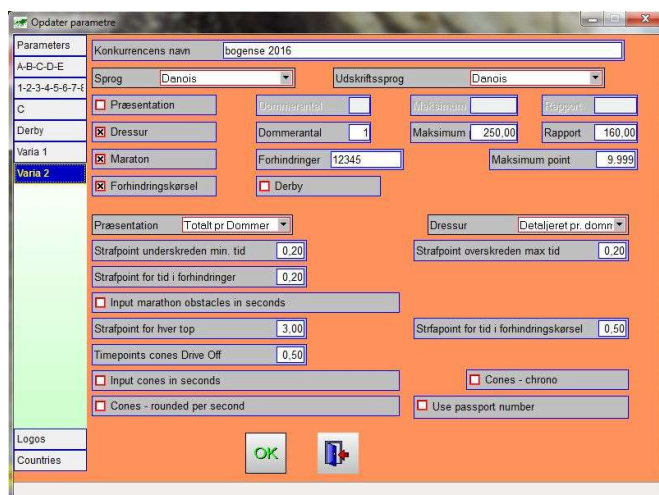 Opdater parametre
Parameters
A-B-C-D-E
1-2-3-4-5-6-7-8
C
Derby
Varia 1
Varia 2
Logos
Countries
Konkurrencens navn bogense 2016
Sprog Danois Udskriftssprog Danois
Præsentation Dommerantal Maksimum Rapport
Dressur Dommerantal 1 Maksimum 250,00 Rapport 160,00
Maraton Forhindringer 12345 Maksimum point 9.999
Forhindringskørsel Derby
Præsentation Totalt pr Dommer Dressur Detaljeret pr. domm
Strafpoint underskreden min. tid 0,20 Strafpoint overskreden max tid 0,20
Strafpoint for tid i forhindringer 0,20
Input marathon obstacles in seconds
Strafpoint for hver top 3,00 Strfapoint for tid i forhindringskørsel 0,50
Timepoints cones Drive Off 0,50
Input cones in seconds Cones - chrono
Cones - rounded per second Use passport number
OK